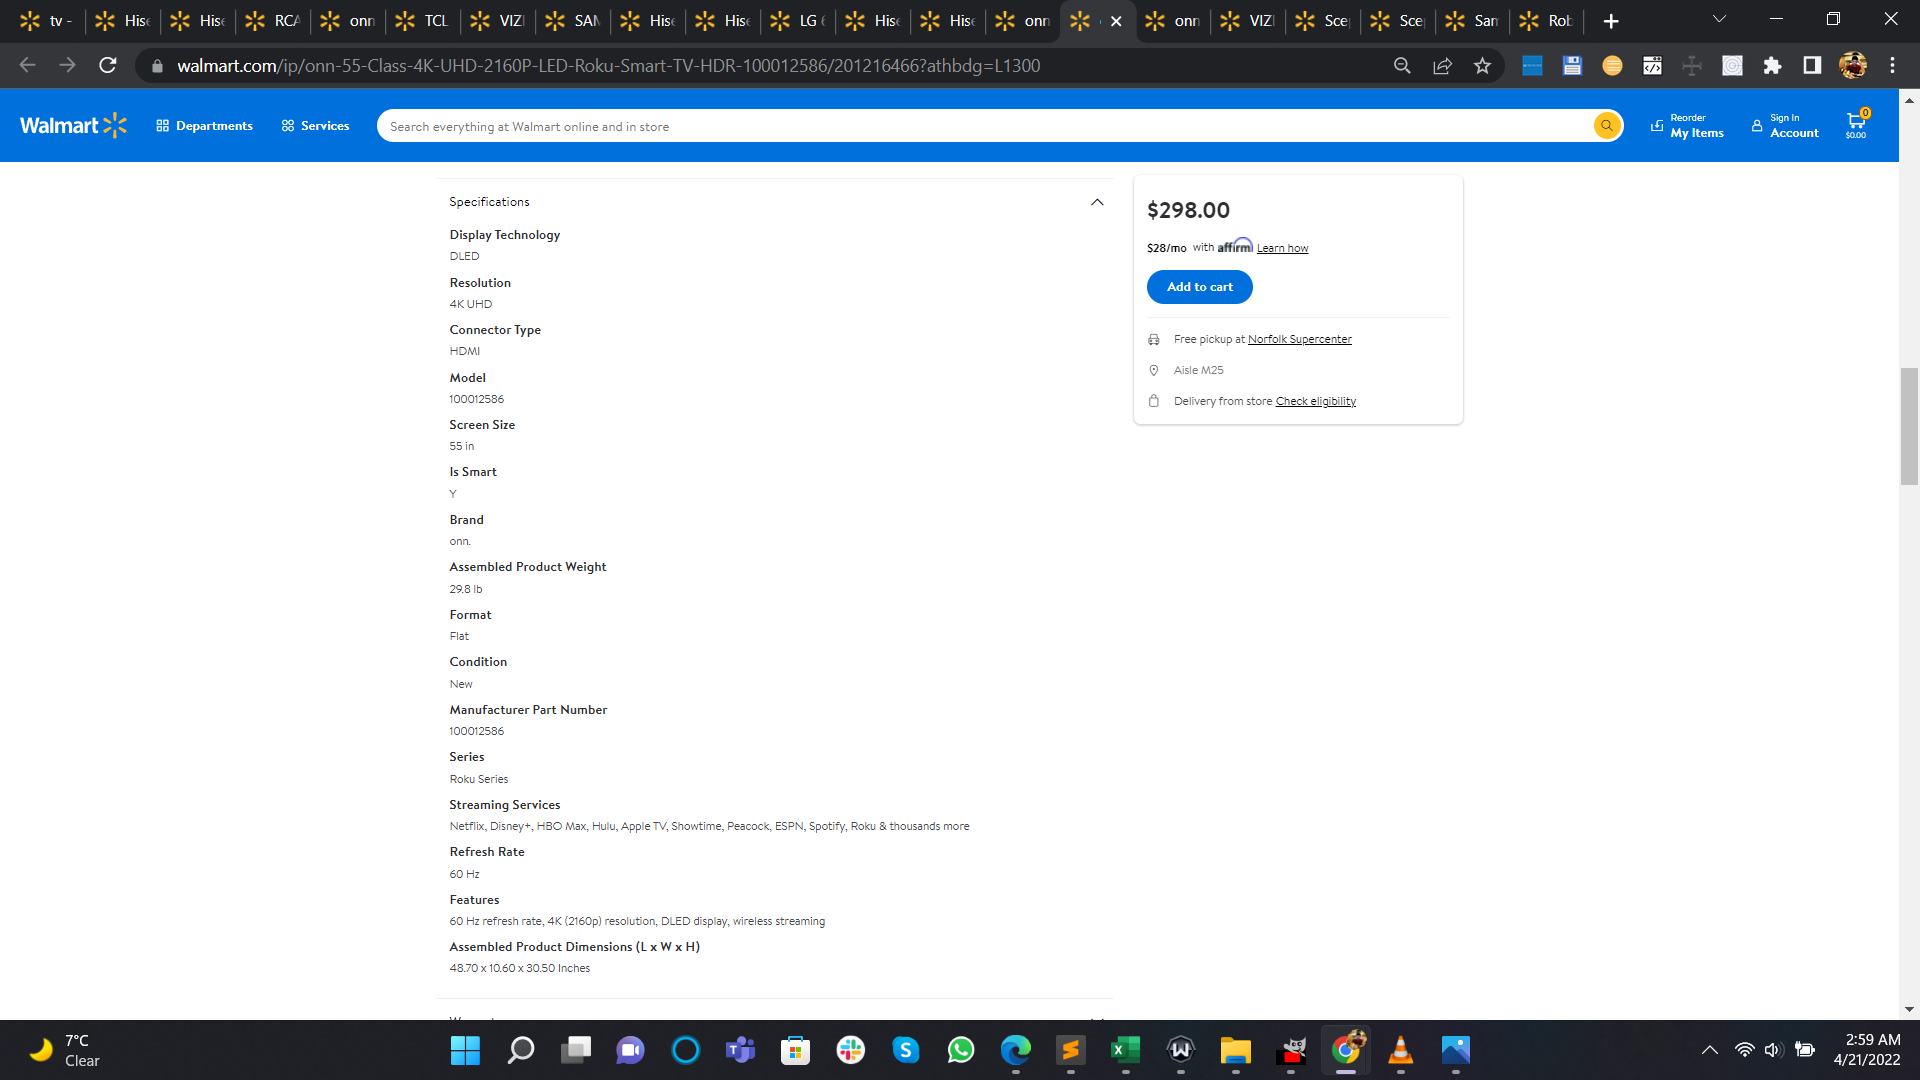 tv -
Hise
Hise
RCA
onn
TCL
VIZI
SAM
Hise
Hise
LG 6
Hise
Hise
onn
onn
VIZI
Scep
Scep
Sam
Rob
walmart.com/ip/onn-55-Class-4K-UHD-2160P-LED-Roku-Smart-TV-HDR-100012586/201216466?athbdg=L1300
Walmart
Departments
Services
Search everything at Walmart online and in store
Reorder
My Items
Sign In
Account
0
$0.00
Specifications
Display Technology
DLED
Resolution
4K UHD
Connector Type
HDMI
Model
100012586
Screen Size
55 in
Is Smart
Y
Brand
onn.
Assembled Product Weight
29.8 lb
Format
Flat
Condition
New
Manufacturer Part Number
100012586
Series
Roku Series
Streaming Services
Netflix, Disney+, HBO Max, Hulu, Apple TV, Showtime, Peacock, ESPN, Spotify, Roku & thousands more
Refresh Rate
60 Hz
Features
60 Hz refresh rate, 4K (2160p) resolution, DLED display, wireless streaming
Assembled Product Dimensions (L x W x H)
48.70 x 10.60 x 30.50 Inches
$298.00
$28/mo with affirm Learn how
Add to cart
Free pickup at Norfolk Supercenter
Aisle M25
Delivery from store Check eligibility
7°C
Clear
2:59 AM
4/21/2022